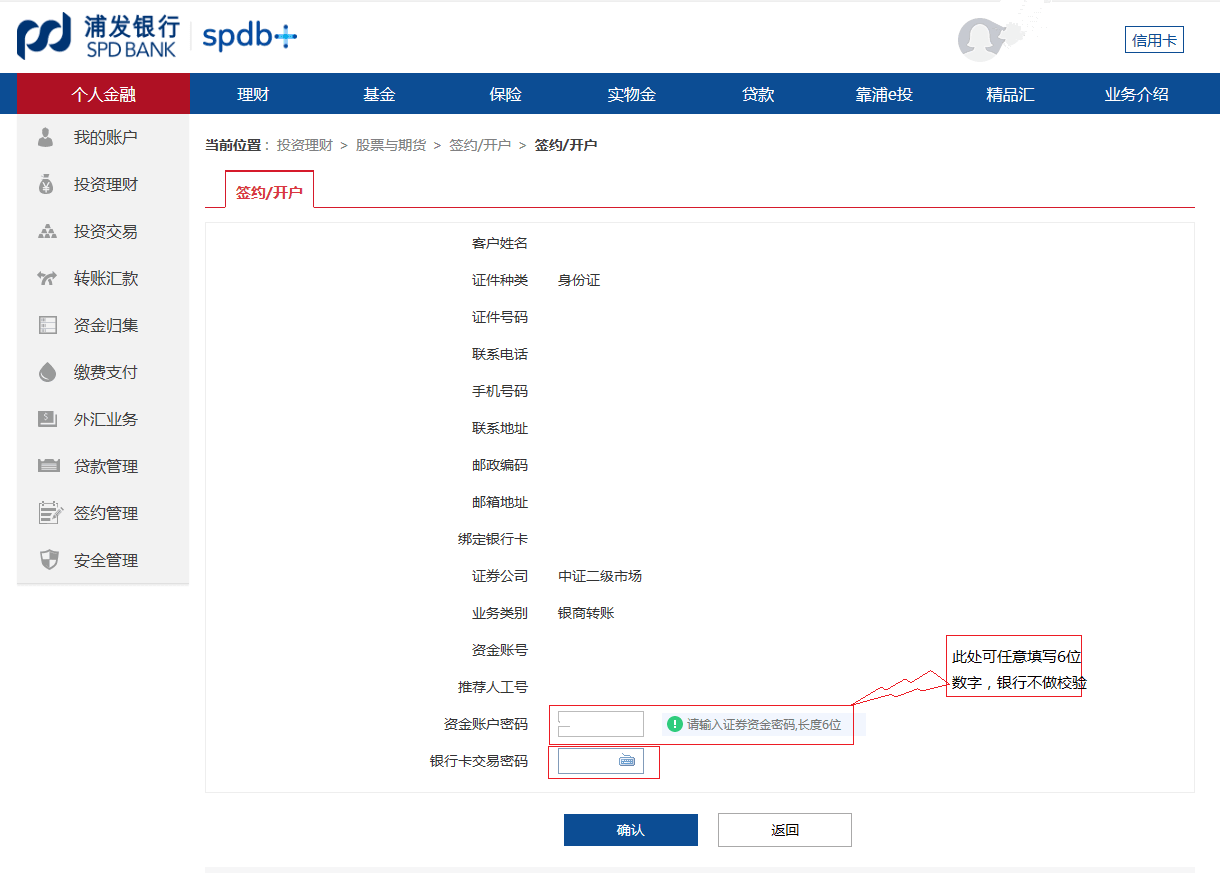 浦发银行
SPD BANK
spdb+
信用卡
个人金融 理财 基金 保险 实物金 贷款 靠浦e投 精品汇 业务介绍
我的账户
投资理财
投资交易
转账汇款
资金归集
缴费支付
外汇业务
贷款管理
签约管理
安全管理
当前位置： 投资理财 > 股票与期货 > 签约/开户 > 签约/开户
签约/开户
客户姓名
证件种类 身份证
证件号码
联系电话
手机号码
联系地址
邮政编码
邮箱地址
绑定银行卡
证券公司 中证二级市场
业务类别 银商转账
资金账号
推荐人工号
此处可任意填写6位
数字，银行不做校验
资金账户密码 请输入证券资金密码,长度6位
银行卡交易密码
确认 返回